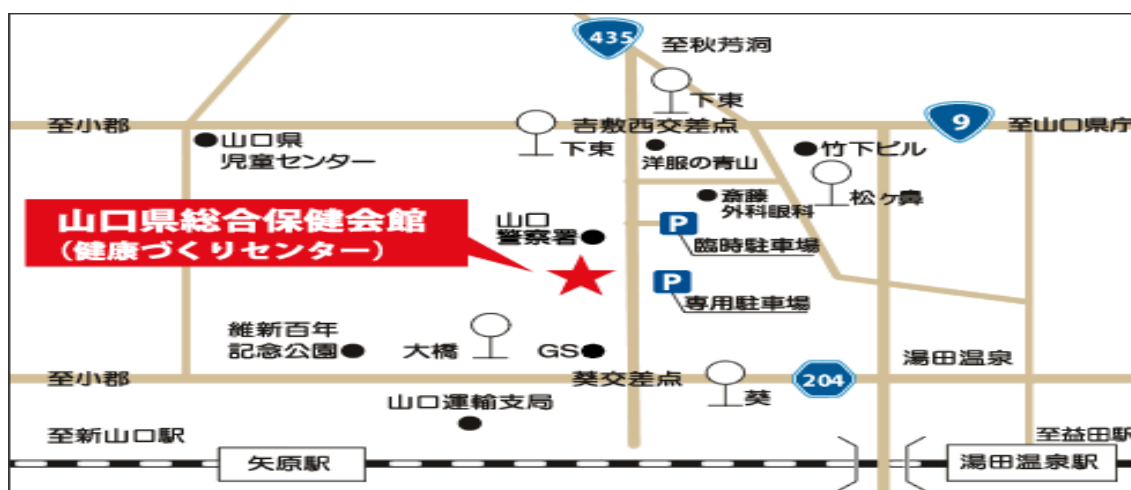 435
至秋芳洞
下東
至小郡
吉敷西交差点
9
至山口県庁
山口県
児童センター
下東
洋服の青山
竹下ビル
松ヶ鼻
斎藤
外科眼科
山口県総合保健会館
(健康づくりセンター)
山口
警察署
P
臨時駐車場
P
専用駐車場
維新百年
記念公園
大橋
GS
湯田温泉
至小郡
葵交差点
204
葵
山口運輸支局
至新山口駅
至益田駅
矢原駅
湯田温泉駅